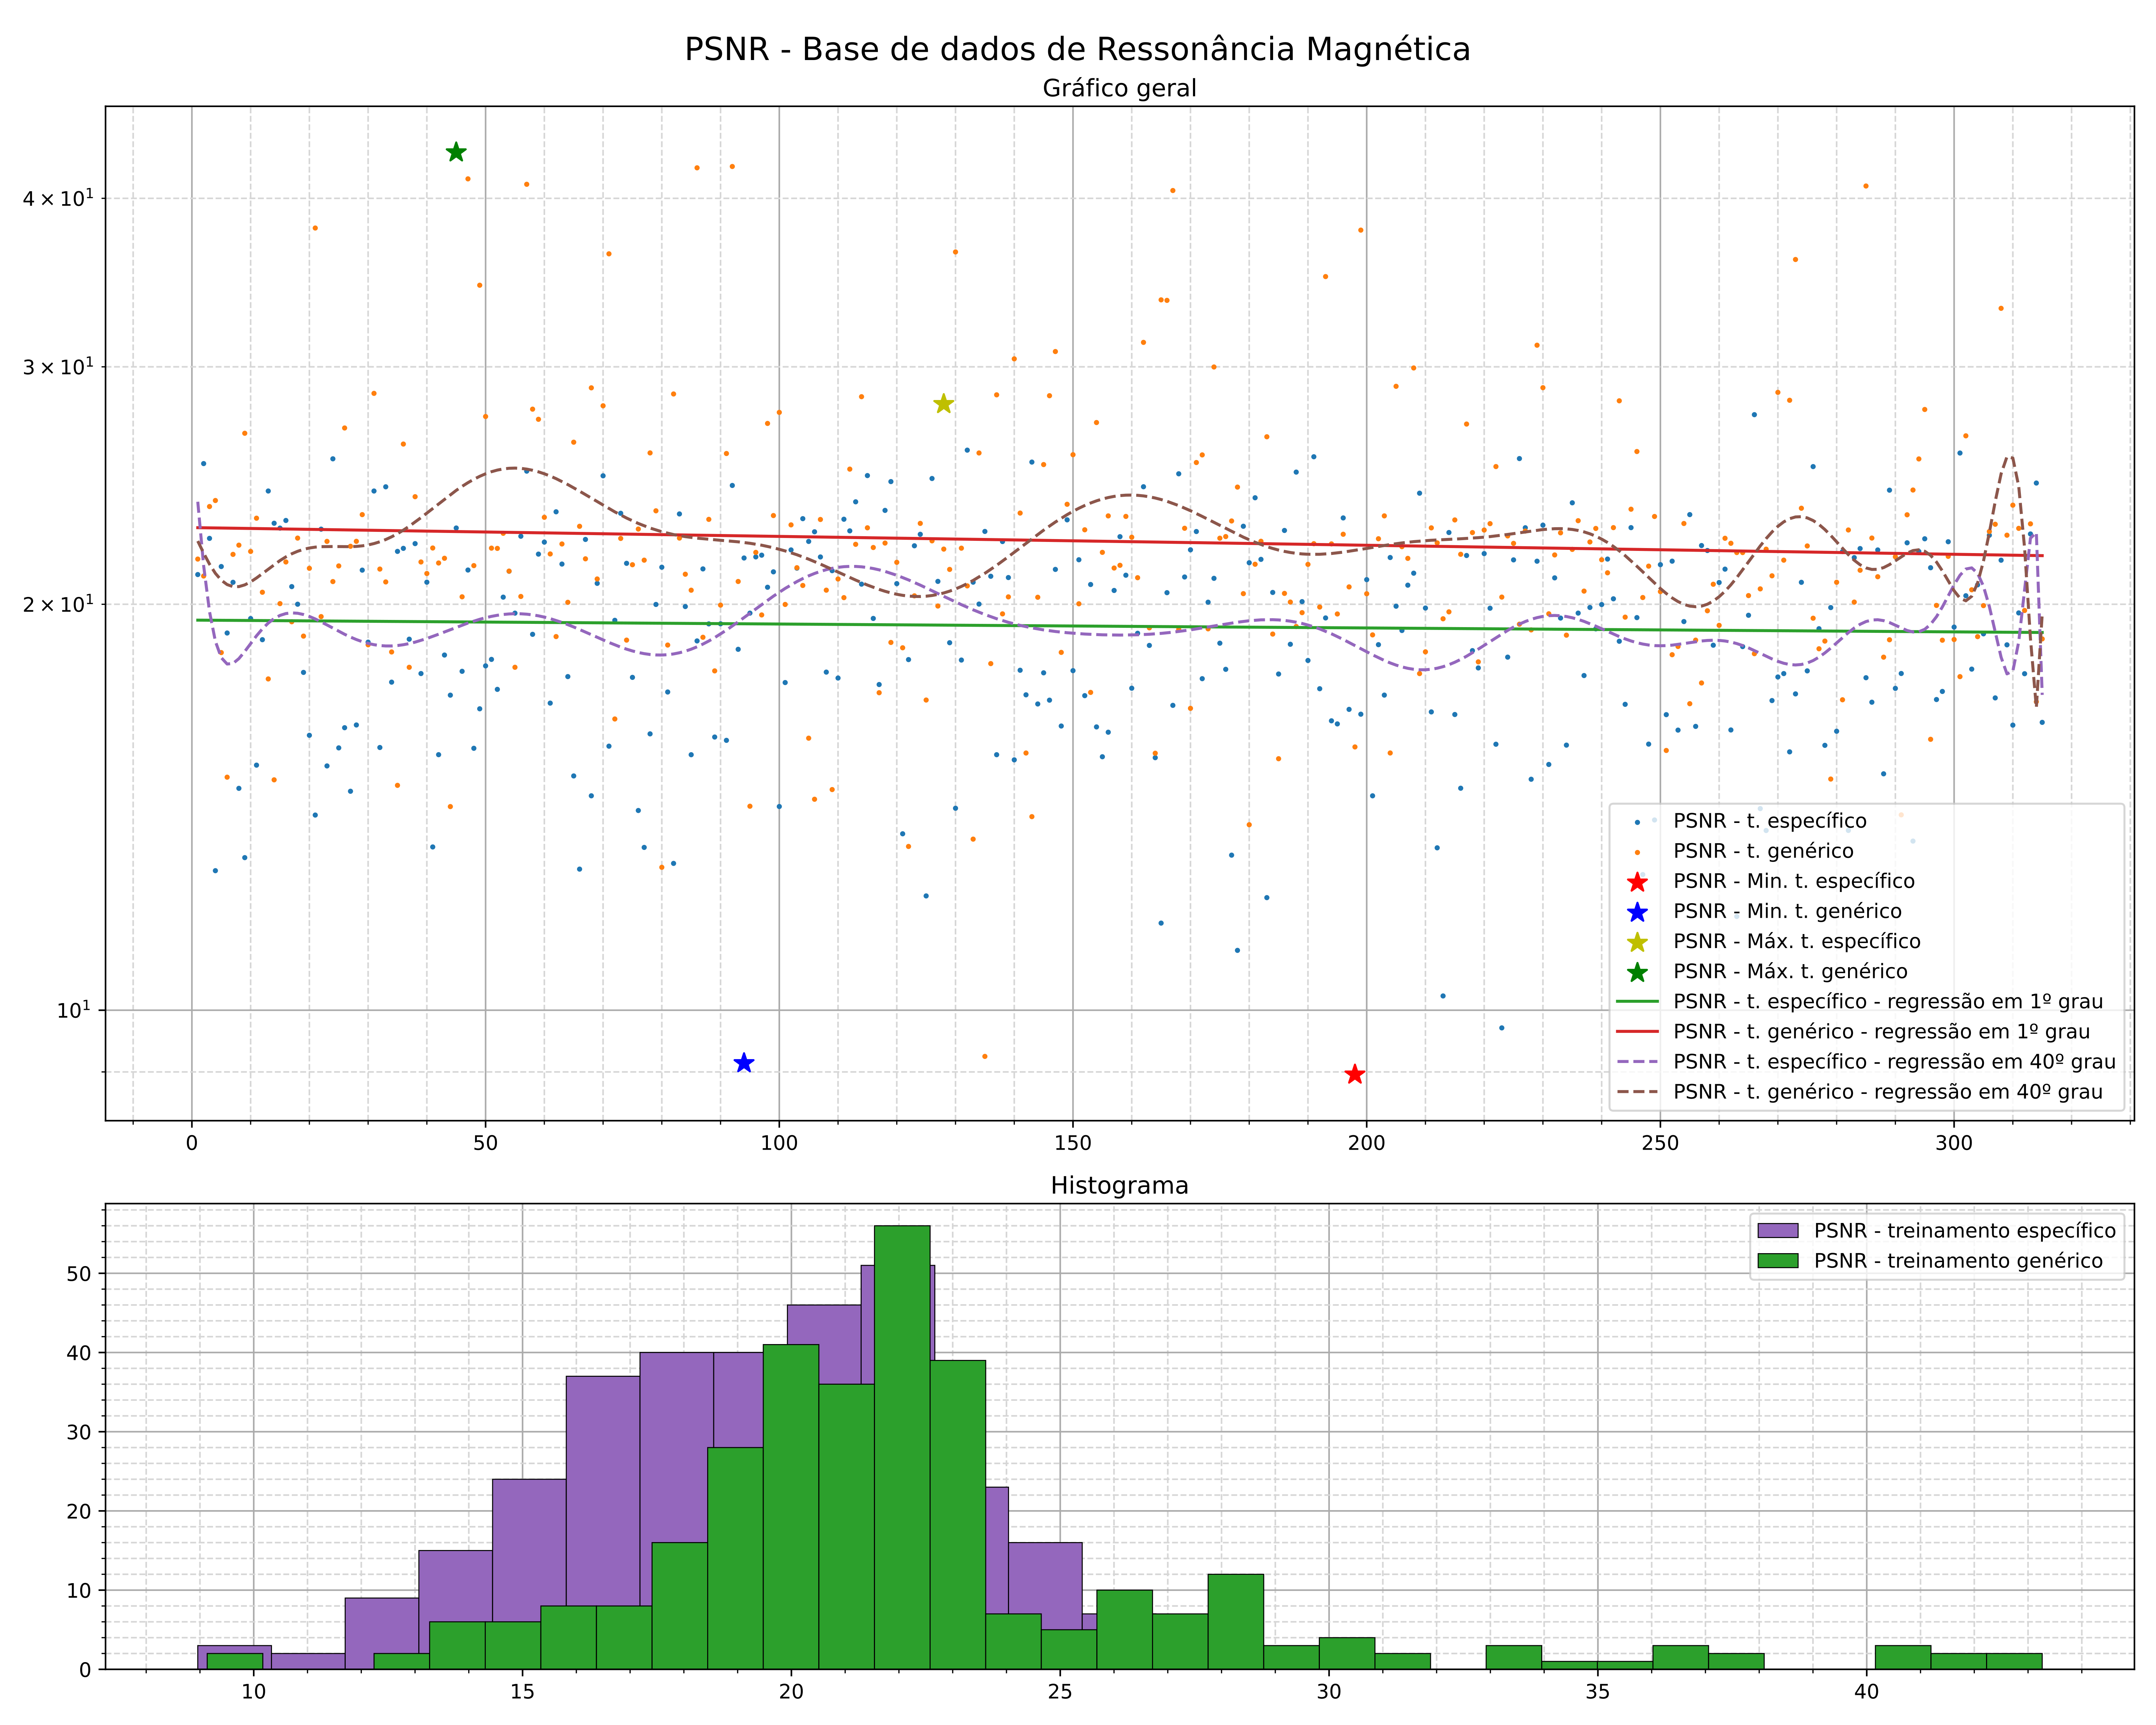 PSNR - Base de dados de Ressonância Magnética
Gráfico geral
4 × 10¹
3 × 10¹
2 × 10¹
10¹
PSNR - t. específico
PSNR - t. genérico
PSNR - Min. t. específico
PSNR - Min. t. genérico
PSNR - Máx. t. específico
PSNR - Máx. t. genérico
PSNR - t. específico - regressão em 1º grau
PSNR - t. genérico - regressão em 1º grau
PSNR - t. específico - regressão em 40º grau
PSNR - t. genérico - regressão em 40º grau
0 50 100 150 200 250 300
Histograma
PSNR - treinamento específico
PSNR - treinamento genérico
50
40
30
20
10
0
10 15 20 25 30 35 40